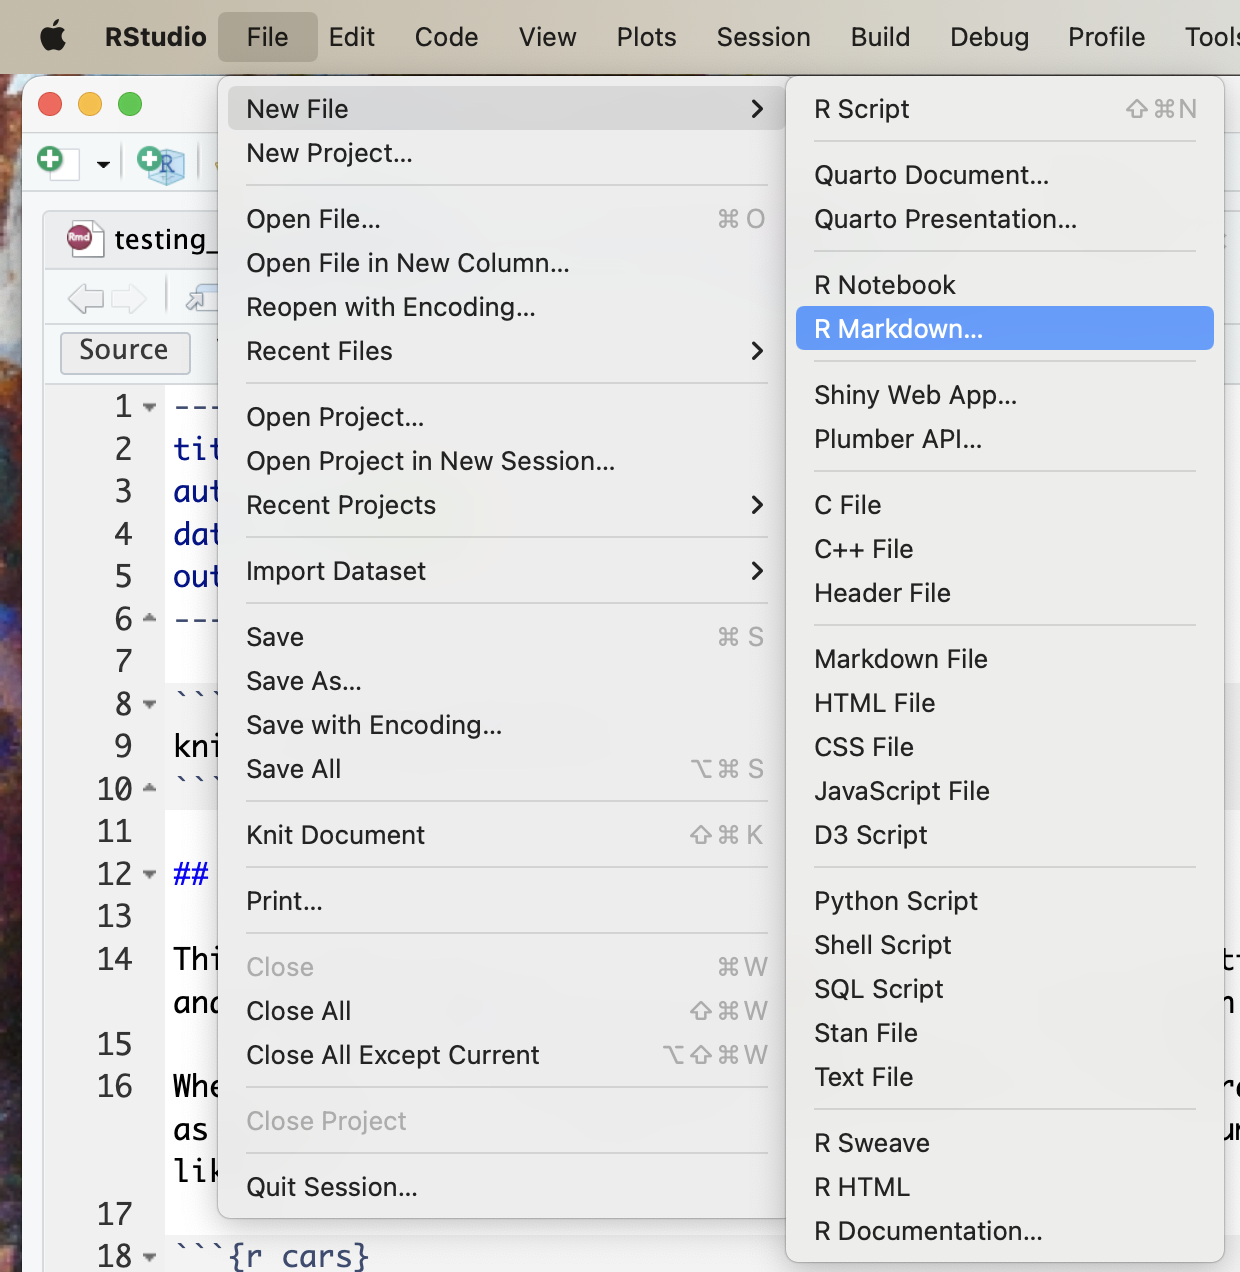 RStudio File Edit Code View Plots Session Build Debug Profile Tools
New File
New Project...
Open File... ⌘ O
Open File in New Column...
Reopen with Encoding...
Recent Files
Open Project...
Open Project in New Session...
Recent Projects
Import Dataset
Save ⌘ S
Save As...
Save with Encoding...
Save All ⌥⌘ S
Knit Document ⇧⌘ K
Print...
Close ⌘W
Close All ⇧⌘W
Close All Except Current ⌥⇧⌘W
Close Project
Quit Session...
R Script ⇧⌘N
Quarto Document...
Quarto Presentation...
R Notebook
R Markdown...
Shiny Web App...
Plumber API...
C File
C++ File
Header File
Markdown File
HTML File
CSS File
JavaScript File
D3 Script
Python Script
Shell Script
SQL Script
Stan File
Text File
R Sweave
R HTML
R Documentation...
R
Rmd testing_
Source
1 ---
2 tit
3 aut
4 dat
5 out
6 ---
7
8 ```
9 kni
10 ```
11
12 ##
13
14 Thi
and
15
16 Whe
as
lik
17
18 ```{r cars}